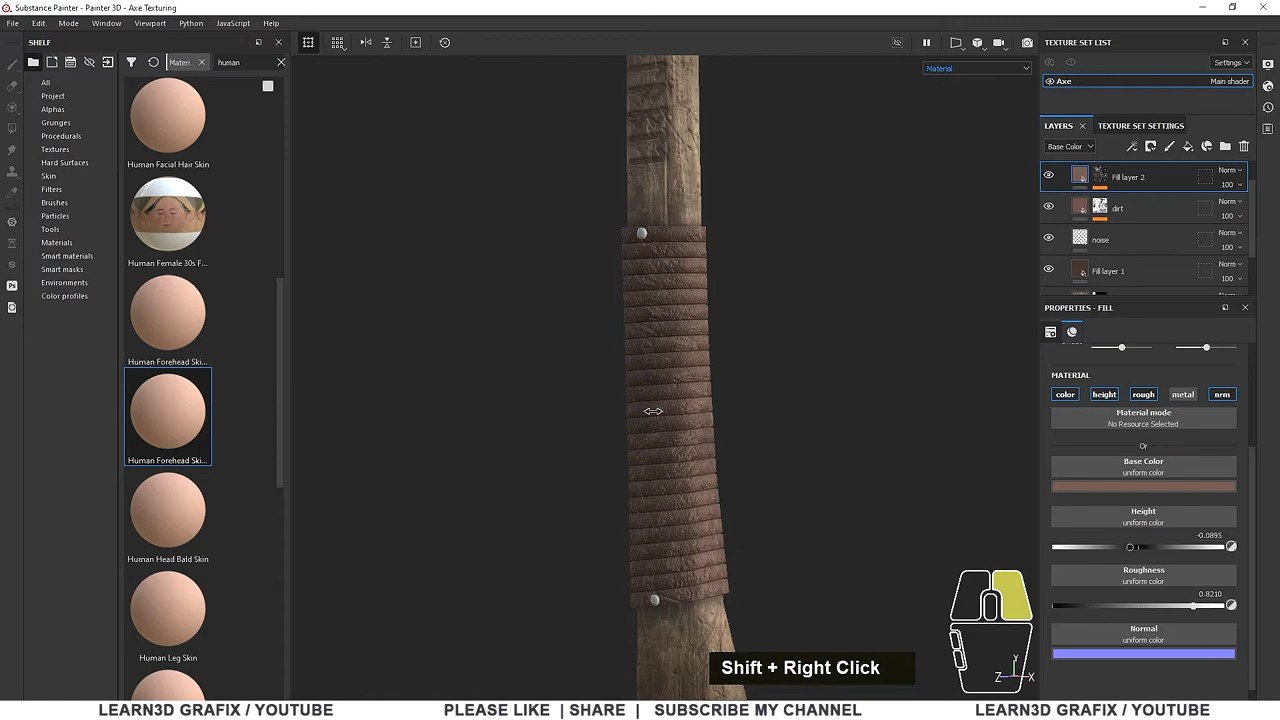 Substance Painter - Painter 3D - Axe Texturing
File Edit Mode Window Viewport Python JavaScript Help
SHELF
Materi...
human
All
Project
Alphas
Grunges
Procedurals
Textures
Hard Surfaces
Skin
Filters
Brushes
Particles
Tools
Materials
Smart materials
Smart masks
Environments
Color profiles
Human Facial Hair Skin
Human Female 30s F...
Human Forehead Ski...
Human Forehead Ski...
Human Head Bald Skin
Human Leg Skin
Material
TEXTURE SET LIST
Settings
Axe Main shader
LAYERS TEXTURE SET SETTINGS
Base Color
Fill layer 2 Norm 100
dirt Norm 100
noise Norm 100
Fill layer 1 Norm 100
PROPERTIES - FILL
MATERIAL
color height rough metal nrm
Material mode
No Resource Selected
Or
Base Color
uniform color
Height
uniform color
-0.0895
Roughness
uniform color
0.8210
Normal
uniform color
Ps
Y
Z X
Shift + Right Click
LEARN3D GRAFIX / YOUTUBE PLEASE LIKE | SHARE | SUBSCRIBE MY CHANNEL LEARN3D GRAFIX / YOUTUBE